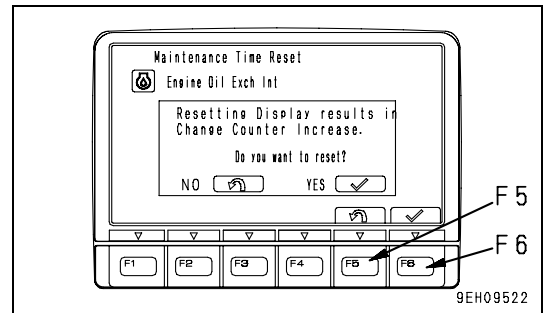 Maintenance Time Reset
Engine Oil Exch Int
Resetting Display results in
Change Counter Increase.
Do you want to reset?
NO YES
F5
F6
F1 F2 F3 F4 F5 F6
9EH09522